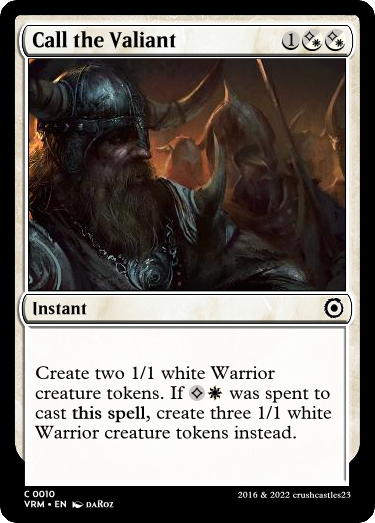 Call the Valiant 1
Instant
Create two 1/1 white Warrior
creature tokens. If was spent to
cast this spell, create three 1/1 white
Warrior creature tokens instead.
C 0010
VRM • EN daRoz
2016 & 2022 crushcastles23